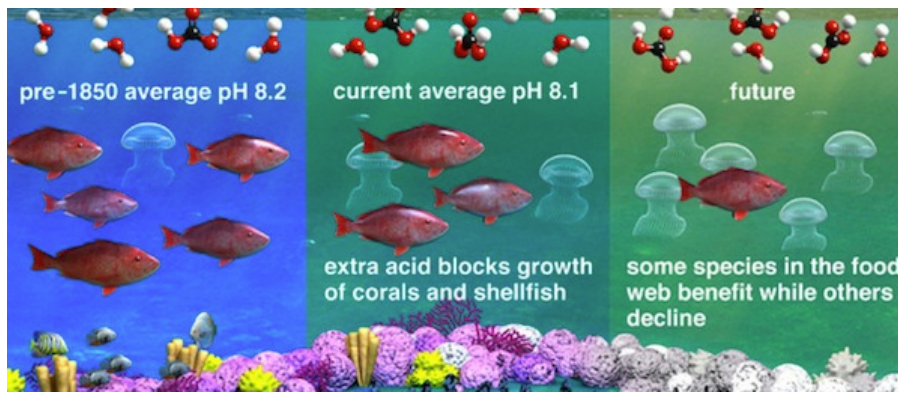 pre-1850 average pH 8.2
current average pH 8.1
extra acid blocks growth
of corals and shellfish
future
some species in the food
web benefit while others
decline